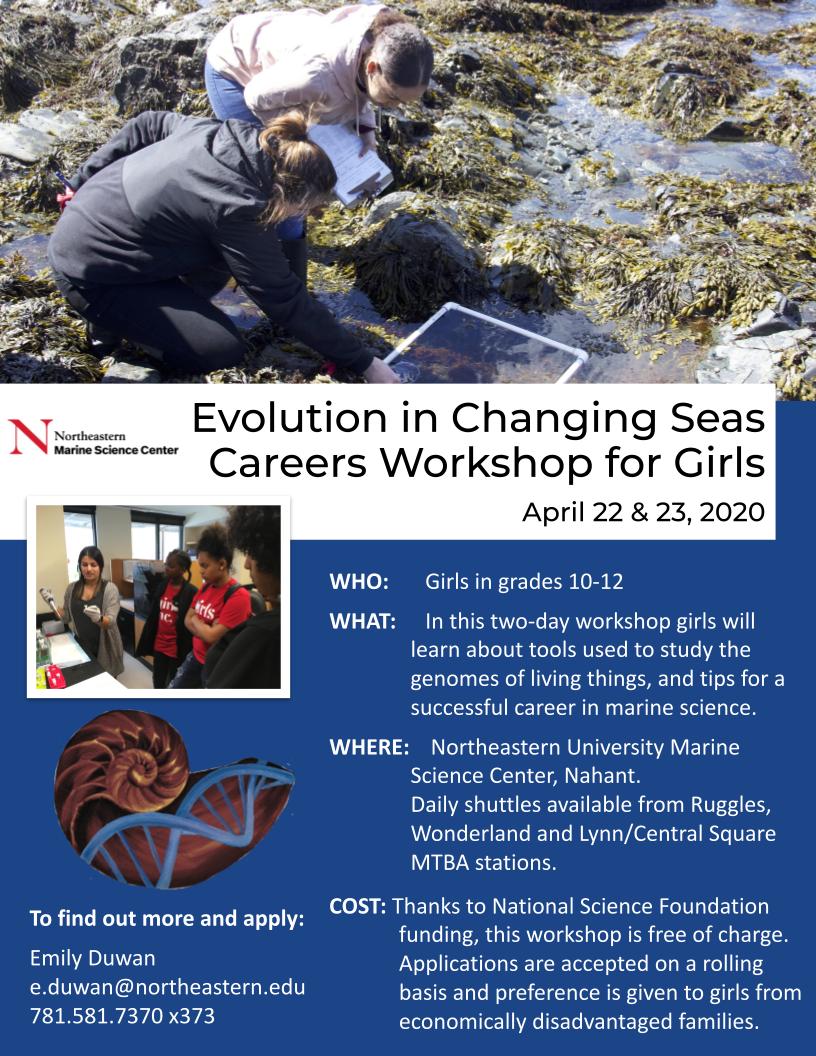 Evolution in Changing Seas
Careers Workshop for Girls
April 22 & 23, 2020
N Northeastern
Marine Science Center
WHO: Girls in grades 10-12
WHAT: In this two-day workshop girls will
learn about tools used to study the
genomes of living things, and tips for a
successful career in marine science.
WHERE: Northeastern University Marine
Science Center, Nahant.
Daily shuttles available from Ruggles,
Wonderland and Lynn/Central Square
MTBA stations.
COST: Thanks to National Science Foundation
funding, this workshop is free of charge.
Applications are accepted on a rolling
basis and preference is given to girls from
economically disadvantaged families.
To find out more and apply:
Emily Duwan
e.duwan@northeastern.edu
781.581.7370 x373